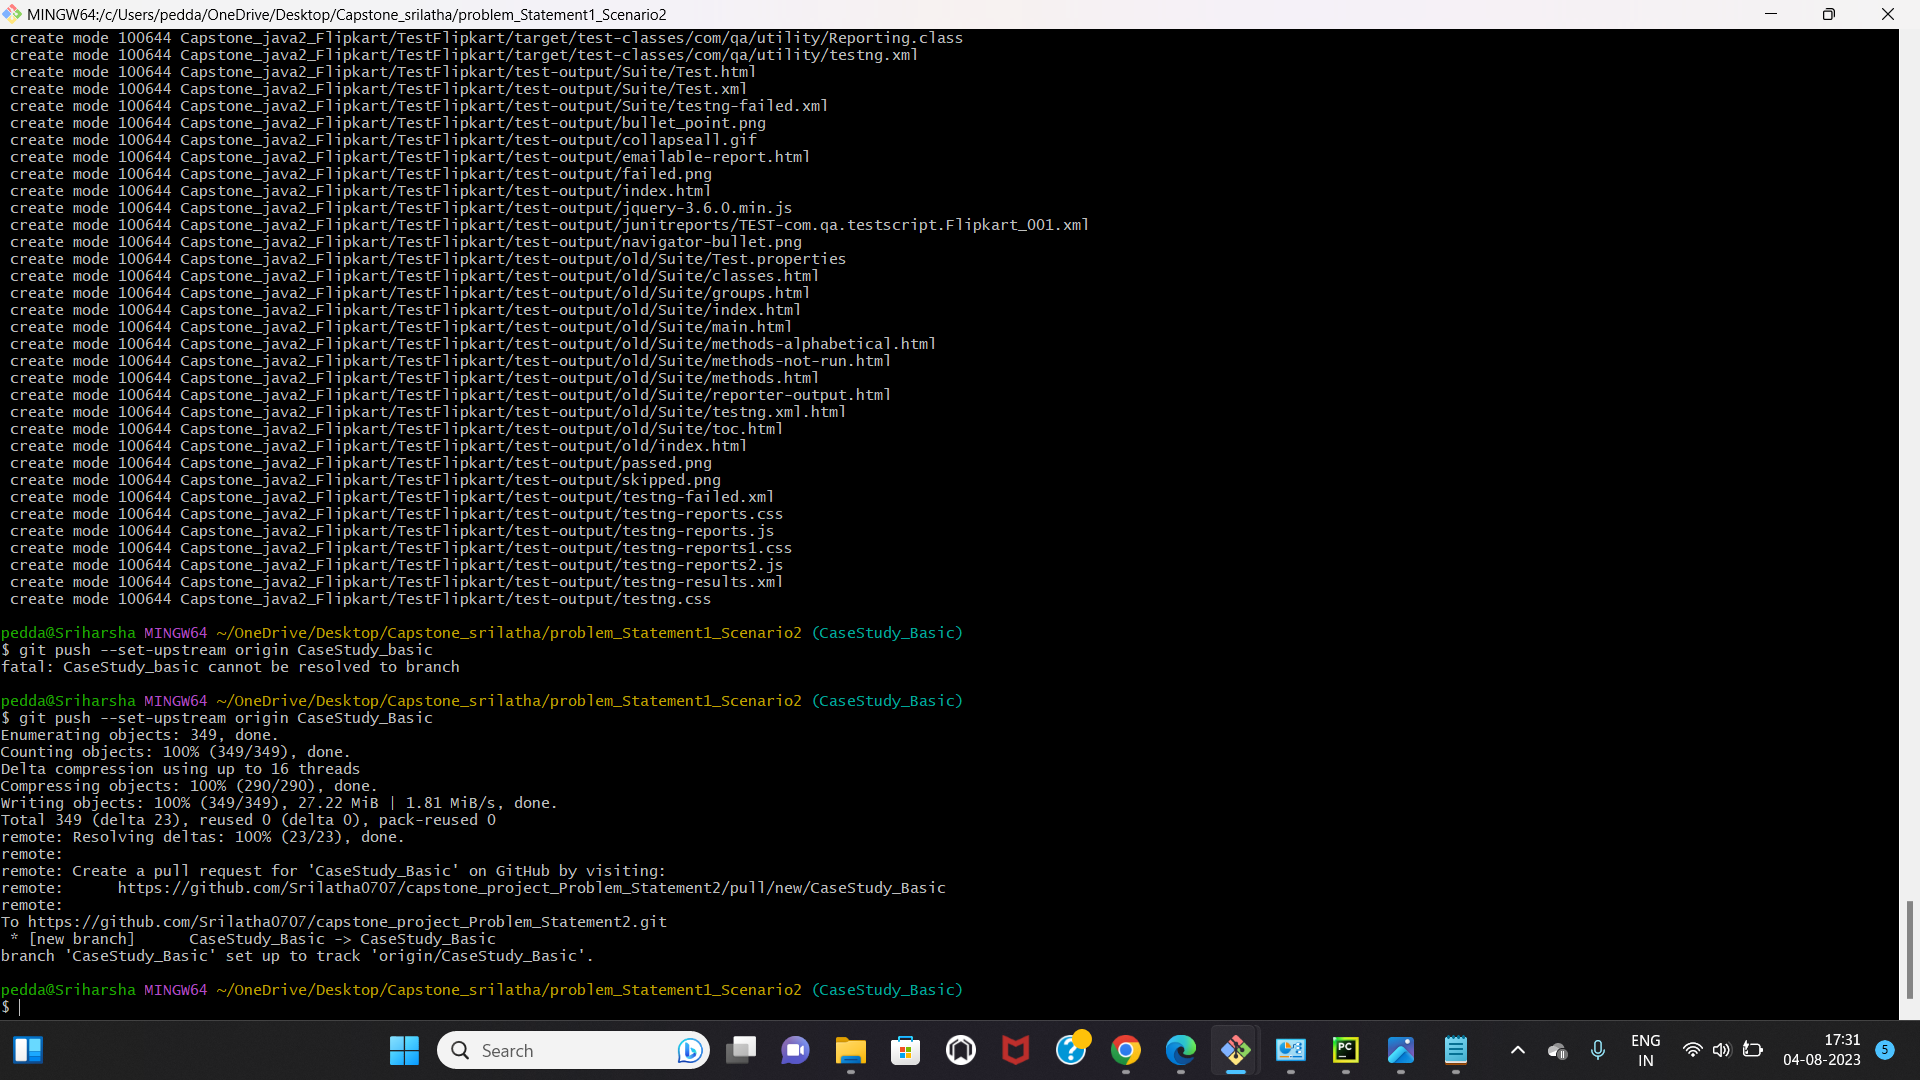 MINGW64:/c/Users/pedda/OneDrive/Desktop/Capstone_srilatha/problem_Statement1_Scenario2
create mode 100644 Capstone_java2_Flipkart/TestFlipkart/target/test-classes/com/qa/utility/Reporting.class
create mode 100644 Capstone_java2_Flipkart/TestFlipkart/target/test-classes/com/qa/utility/testng.xml
create mode 100644 Capstone_java2_Flipkart/TestFlipkart/test-output/Suite/Test.html
create mode 100644 Capstone_java2_Flipkart/TestFlipkart/test-output/Suite/Test.xml
create mode 100644 Capstone_java2_Flipkart/TestFlipkart/test-output/Suite/testng-failed.xml
create mode 100644 Capstone_java2_Flipkart/TestFlipkart/test-output/bullet_point.png
create mode 100644 Capstone_java2_Flipkart/TestFlipkart/test-output/collapseall.gif
create mode 100644 Capstone_java2_Flipkart/TestFlipkart/test-output/emailable-report.html
create mode 100644 Capstone_java2_Flipkart/TestFlipkart/test-output/failed.png
create mode 100644 Capstone_java2_Flipkart/TestFlipkart/test-output/index.html
create mode 100644 Capstone_java2_Flipkart/TestFlipkart/test-output/jquery-3.6.0.min.js
create mode 100644 Capstone_java2_Flipkart/TestFlipkart/test-output/junitreports/TEST-com.qa.testscript.Flipkart_001.xml
create mode 100644 Capstone_java2_Flipkart/TestFlipkart/test-output/navigator-bullet.png
create mode 100644 Capstone_java2_Flipkart/TestFlipkart/test-output/old/Suite/Test.properties
create mode 100644 Capstone_java2_Flipkart/TestFlipkart/test-output/old/Suite/classes.html
create mode 100644 Capstone_java2_Flipkart/TestFlipkart/test-output/old/Suite/groups.html
create mode 100644 Capstone_java2_Flipkart/TestFlipkart/test-output/old/Suite/index.html
create mode 100644 Capstone_java2_Flipkart/TestFlipkart/test-output/old/Suite/main.html
create mode 100644 Capstone_java2_Flipkart/TestFlipkart/test-output/old/Suite/methods-alphabetical.html
create mode 100644 Capstone_java2_Flipkart/TestFlipkart/test-output/old/Suite/methods-not-run.html
create mode 100644 Capstone_java2_Flipkart/TestFlipkart/test-output/old/Suite/methods.html
create mode 100644 Capstone_java2_Flipkart/TestFlipkart/test-output/old/Suite/reporter-output.html
create mode 100644 Capstone_java2_Flipkart/TestFlipkart/test-output/old/Suite/testng.xml.html
create mode 100644 Capstone_java2_Flipkart/TestFlipkart/test-output/old/Suite/toc.html
create mode 100644 Capstone_java2_Flipkart/TestFlipkart/test-output/old/index.html
create mode 100644 Capstone_java2_Flipkart/TestFlipkart/test-output/passed.png
create mode 100644 Capstone_java2_Flipkart/TestFlipkart/test-output/skipped.png
create mode 100644 Capstone_java2_Flipkart/TestFlipkart/test-output/testng-failed.xml
create mode 100644 Capstone_java2_Flipkart/TestFlipkart/test-output/testng-reports.css
create mode 100644 Capstone_java2_Flipkart/TestFlipkart/test-output/testng-reports.js
create mode 100644 Capstone_java2_Flipkart/TestFlipkart/test-output/testng-reports1.css
create mode 100644 Capstone_java2_Flipkart/TestFlipkart/test-output/testng-reports2.js
create mode 100644 Capstone_java2_Flipkart/TestFlipkart/test-output/testng-results.xml
create mode 100644 Capstone_java2_Flipkart/TestFlipkart/test-output/testng.css
pedda@Sriharsha MINGW64 ~/OneDrive/Desktop/Capstone_srilatha/problem_Statement1_Scenario2 (CaseStudy_Basic)
$ git push --set-upstream origin CaseStudy_basic
fatal: CaseStudy_basic cannot be resolved to branch
pedda@Sriharsha MINGW64 ~/OneDrive/Desktop/Capstone_srilatha/problem_Statement1_Scenario2 (CaseStudy_Basic)
$ git push --set-upstream origin CaseStudy_Basic
Enumerating objects: 349, done.
Counting objects: 100% (349/349), done.
Delta compression using up to 16 threads
Compressing objects: 100% (290/290), done.
Writing objects: 100% (349/349), 27.22 MiB | 1.81 MiB/s, done.
Total 349 (delta 23), reused 0 (delta 0), pack-reused 0
remote: Resolving deltas: 100% (23/23), done.
remote:
remote: Create a pull request for 'CaseStudy_Basic' on GitHub by visiting:
remote:      https://github.com/Srilatha0707/capstone_project_Problem_Statement2/pull/new/CaseStudy_Basic
remote:
To https://github.com/Srilatha0707/capstone_project_Problem_Statement2.git
* [new branch]      CaseStudy_Basic -> CaseStudy_Basic
branch 'CaseStudy_Basic' set up to track 'origin/CaseStudy_Basic'.
pedda@Sriharsha MINGW64 ~/OneDrive/Desktop/Capstone_srilatha/problem_Statement1_Scenario2 (CaseStudy_Basic)
$
Search
PC
ENG
IN
17:31
04-08-2023
5